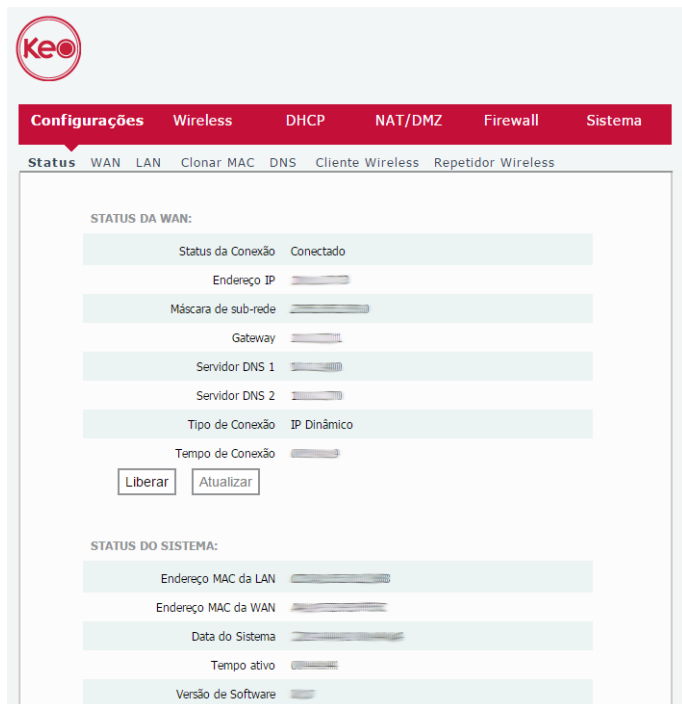 Keo
Configurações Wireless DHCP NAT/DMZ Firewall Sistema
Status WAN LAN Clonar MAC DNS Cliente Wireless Repetidor Wireless
STATUS DA WAN:
Status da Conexão Conectado
Endereço IP
Máscara de sub-rede
Gateway
Servidor DNS 1
Servidor DNS 2
Tipo de Conexão IP Dinâmico
Tempo de Conexão
Liberar Atualizar
STATUS DO SISTEMA:
Endereço MAC da LAN
Endereço MAC da WAN
Data do Sistema
Tempo ativo
Versão de Software